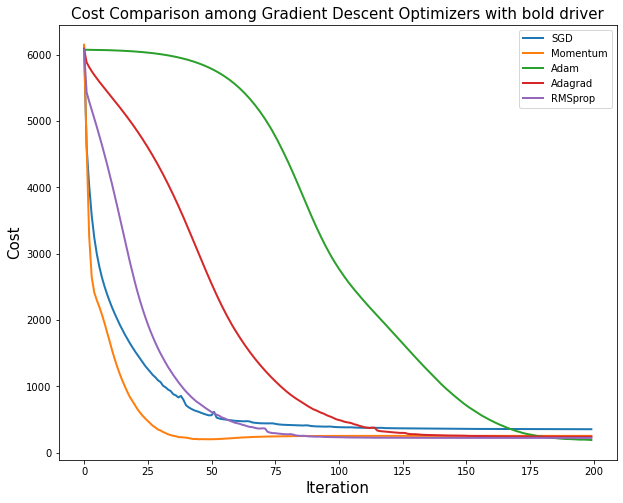 Cost Comparison among Gradient Descent Optimizers with bold driver
SGD
Momentum
Adam
Adagrad
RMSprop
Cost
6000
5000
4000
3000
2000
1000
0
0 25 50 75 100 125 150 175 200
Iteration